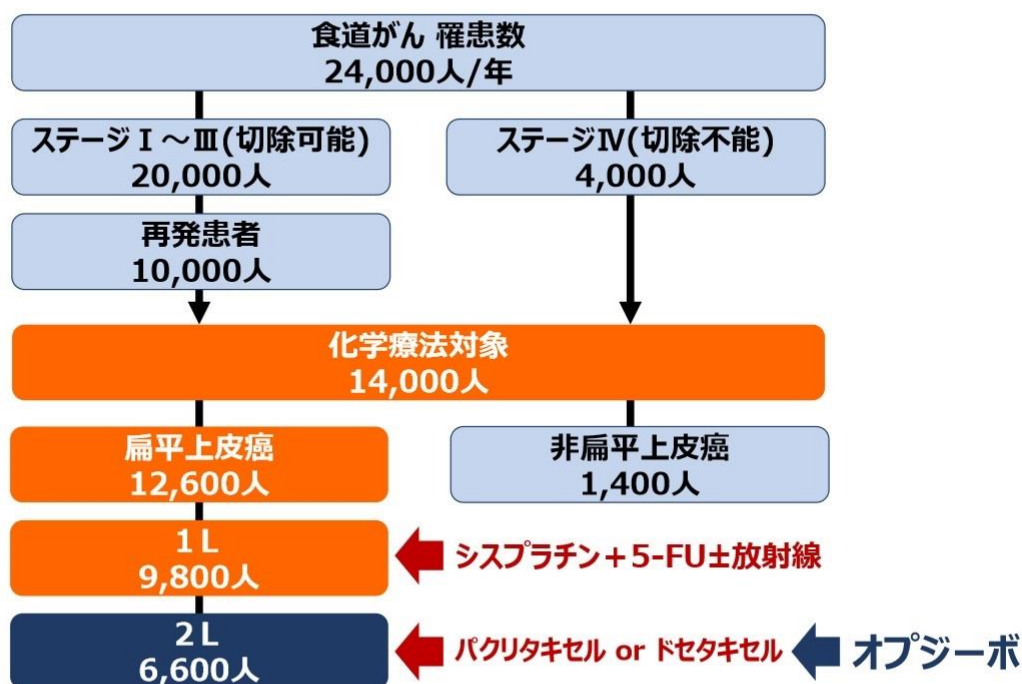 食道がん 罹患数
24,000人/年
ステージⅠ～Ⅲ(切除可能)
20,000人
ステージⅣ(切除不能)
4,000人
再発患者
10,000人
化学療法対象
14,000人
扁平上皮癌
12,600人
非扁平上皮癌
1,400人
1L
9,800人
シスプラチン＋5-FU±放射線
2L
6,600人
パクリタキセル or ドセタキセル
オプジーボ